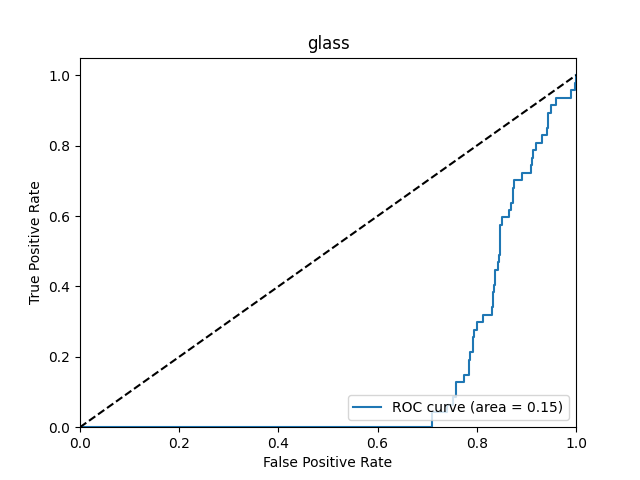 glass
1.0
0.8
0.6
0.4
0.2
0.0
True Positive Rate
ROC curve (area = 0.15)
0.0 0.2 0.4 0.6 0.8 1.0
False Positive Rate